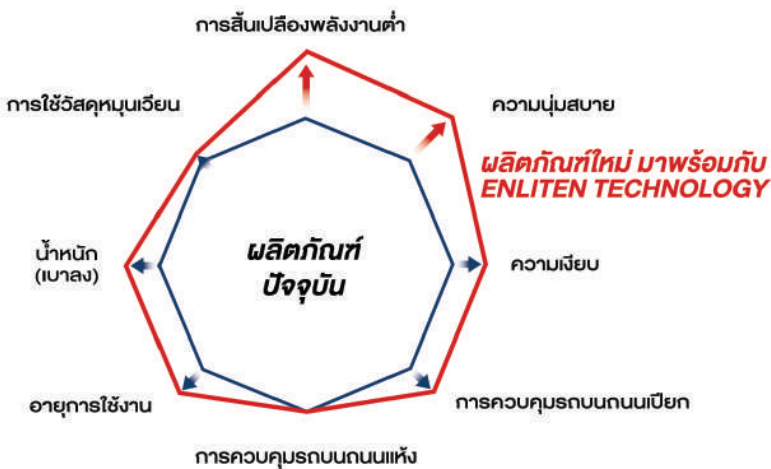 การสิ้นเปลืองพลังงานต่ำ
การใช้วัสดุหมุนเวียน
ความนุ่มสบาย
ผลิตภัณฑ์ใหม่ มาพร้อมกับ
ENLITEN TECHNOLOGY
น้ำหนัก
(เบาลง)
ผลิตภัณฑ์
ปัจจุบัน
ความเงียบ
อายุการใช้งาน
การควบคุมรถบนถนนเปียก
การควบคุมรถบนถนนแห้ง